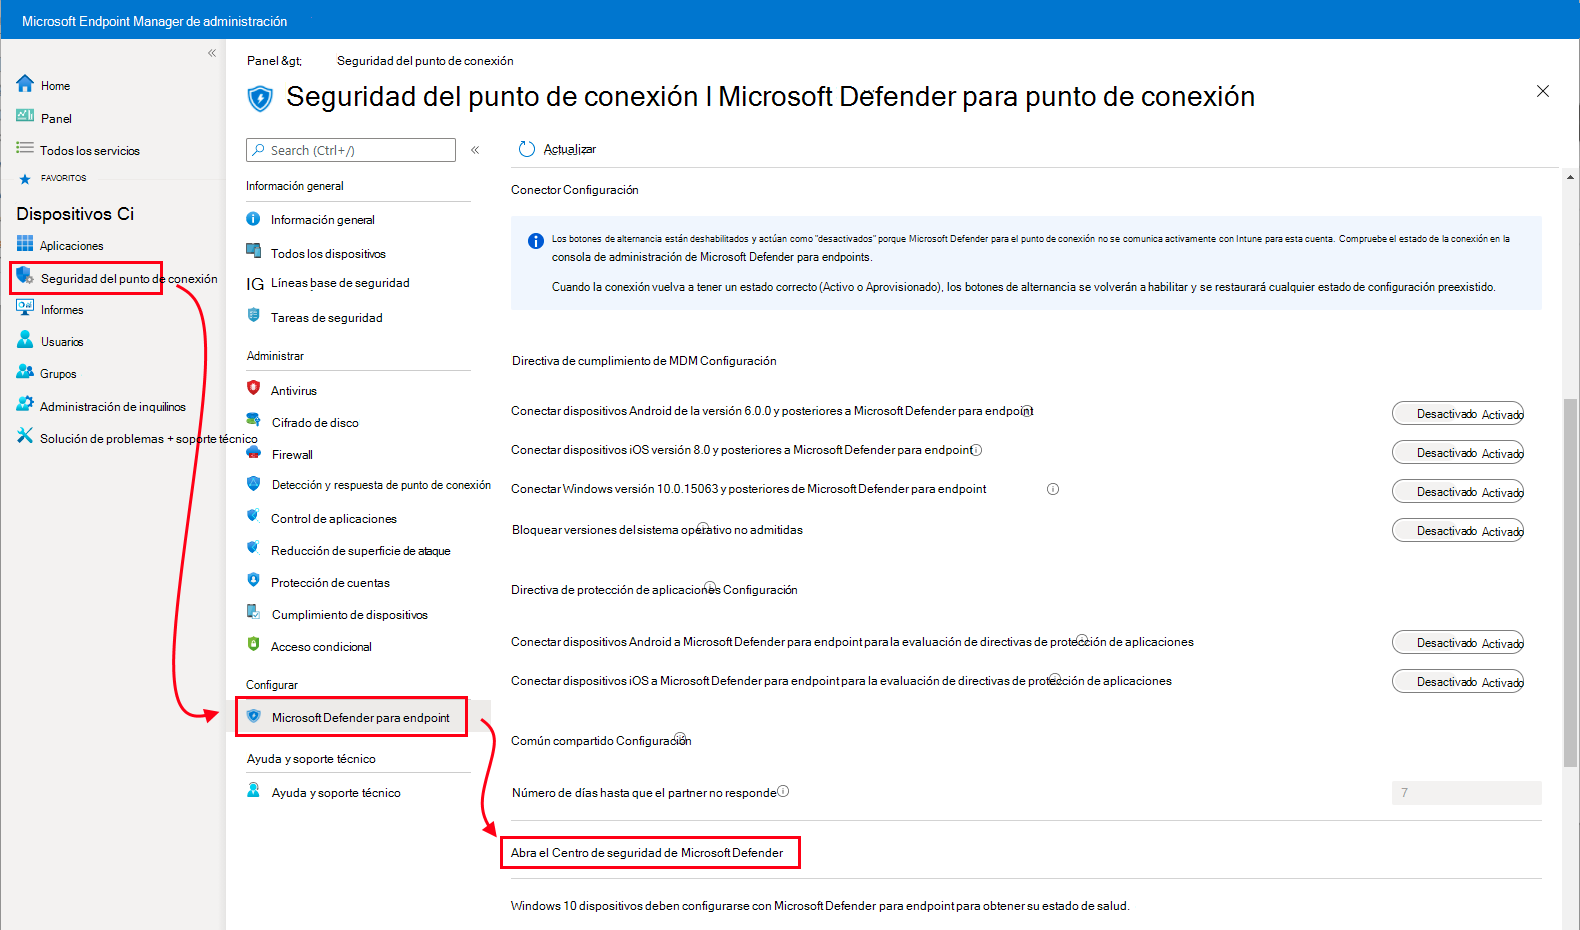 Microsoft Endpoint Manager de administración
Home
Panel
Todos los servicios
FAVORITOS
Dispositivos Ci
Aplicaciones
Seguridad del punto de conexión
Informes
Usuarios
Grupos
Administración de inquilinos
Solución de problemas + soporte técnico
Panel &gt; Seguridad del punto de conexión
Seguridad del punto de conexión | Microsoft Defender para punto de conexión
Search (Ctrl+/)
Información general
Información general
Todos los dispositivos
IG Líneas base de seguridad
Tareas de seguridad
Administrar
Antivirus
Cifrado de disco
Firewall
Detección y respuesta de punto de conexión
Control de aplicaciones
Reducción de superficie de ataque
Protección de cuentas
Cumplimiento de dispositivos
Acceso condicional
Configurar
Microsoft Defender para endpoint
Ayuda y soporte técnico
Ayuda y soporte técnico
Actualizar
Conector Configuración
Los botones de alternancia están deshabilitados y actúan como "desactivados" porque Microsoft Defender para el punto de conexión no se comunica activamente con Intune para esta cuenta. Compruebe el estado de la conexión en la
consola de administración de Microsoft Defender para endpoints.
Cuando la conexión vuelva a tener un estado correcto (Activo o Aprovisionado), los botones de alternancia se volverán a habilitar y se restaurará cualquier estado de configuración preexistido.
Directiva de cumplimiento de MDM Configuración
Conectar dispositivos Android de la versión 6.0.0 y posteriores a Microsoft Defender para endpoint Desactivado Activado
Conectar dispositivos iOS versión 8.0 y posteriores a Microsoft Defender para endpoint Desactivado Activado
Conectar Windows versión 10.0.15063 y posteriores de Microsoft Defender para endpoint Desactivado Activado
Bloquear versiones del sistema operativo no admitidas Desactivado Activado
Directiva de protección de aplicaciones Configuración
Conectar dispositivos Android a Microsoft Defender para endpoint para la evaluación de directivas de protección de aplicaciones Desactivado Activado
Conectar dispositivos iOS a Microsoft Defender para endpoint para la evaluación de directivas de protección de aplicaciones Desactivado Activado
Común compartido Configuración
Número de días hasta que el partner no responde 7
Abra el Centro de seguridad de Microsoft Defender
Windows 10 dispositivos deben configurarse con Microsoft Defender para endpoint para obtener su estado de salud.